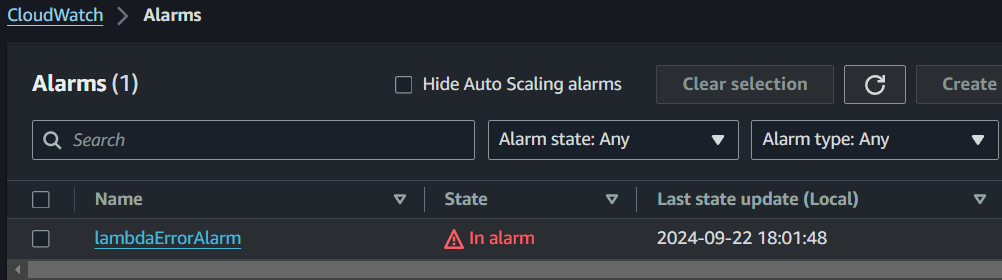 CloudWatch > Alarms
Alarms (1)
Hide Auto Scaling alarms
Clear selection
Create
Search
Alarm state: Any
Alarm type: Any
Name State Last state update (Local)
lambdaErrorAlarm In alarm 2024-09-22 18:01:48